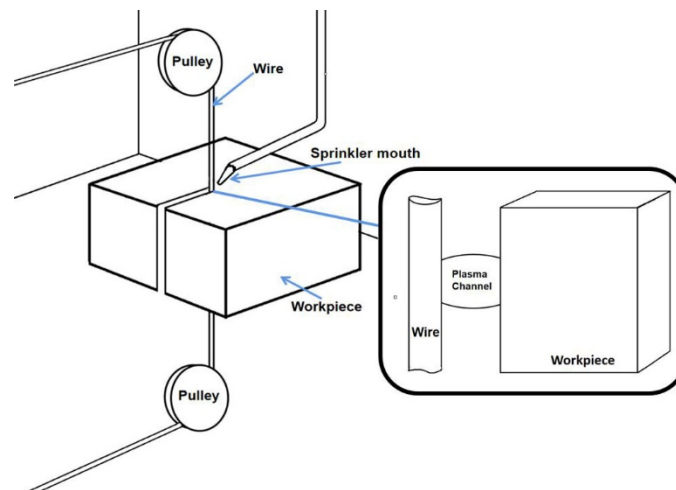 Pulley
Wire
Sprinkler mouth
Workpiece
Plasma
Channel
Wire
Workpiece
Pulley